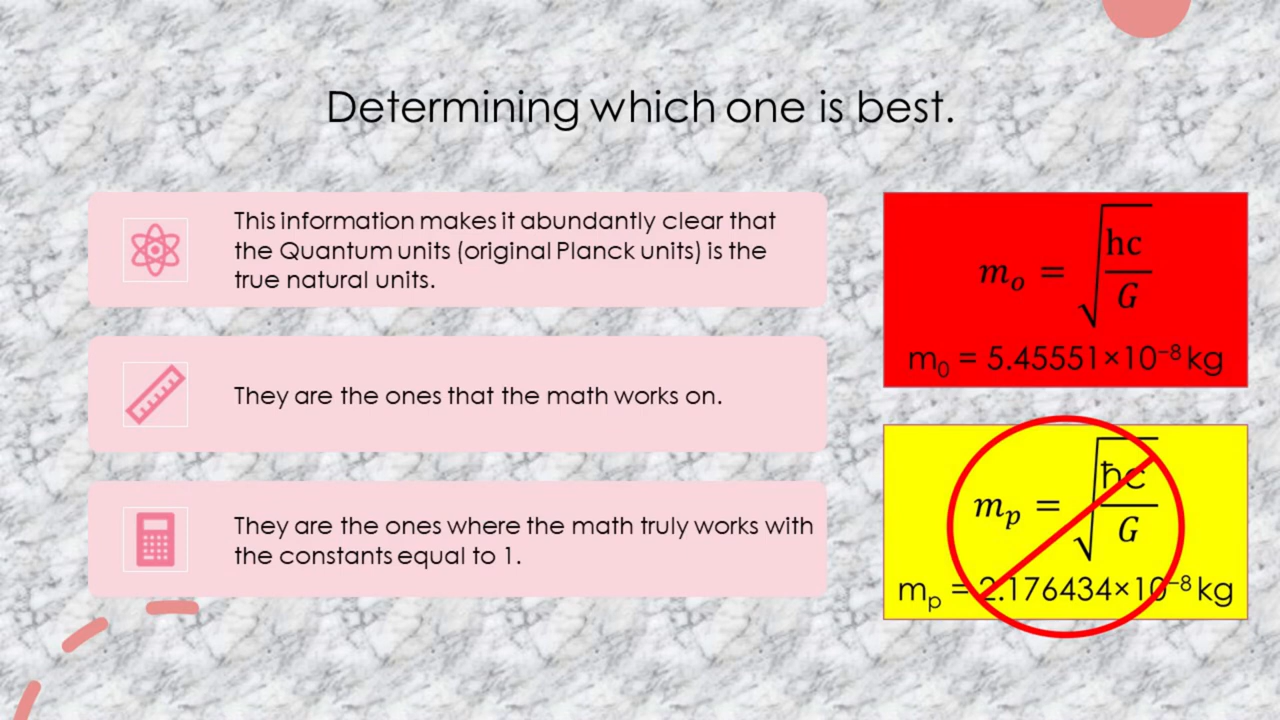 Determining which one is best.
This information makes it abundantly clear that
the Quantum units (original Planck units) is the
true natural units.
They are the ones that the math works on.
They are the ones where the math truly works with
the constants equal to 1.
mₒ = √(hc/G)
m₀ = 5.45551×10⁻⁸ kg
mₚ = √(ħc/G)
mₚ = 2.176434×10⁻⁸ kg